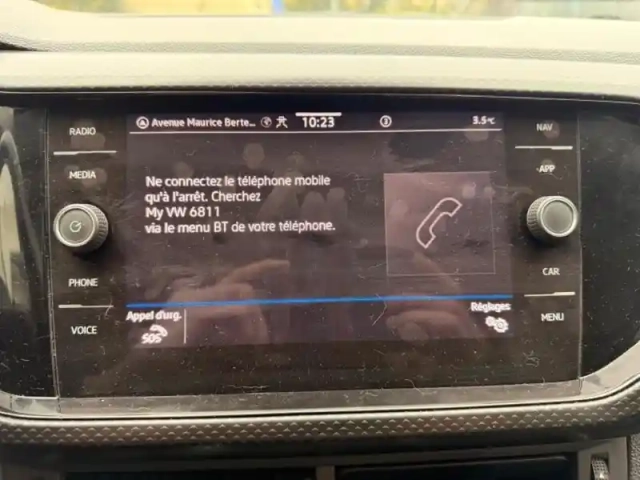 RADIO
MEDIA
PHONE
VOICE
Avenue Maurice Berte... 10:23 3.5°C
Ne connectez le téléphone mobile
qu'à l'arrêt. Cherchez
My VW 6811
via le menu BT de votre téléphone.
Appel d'urg.
SOS
Réglages
NAV
APP
CAR
MENU